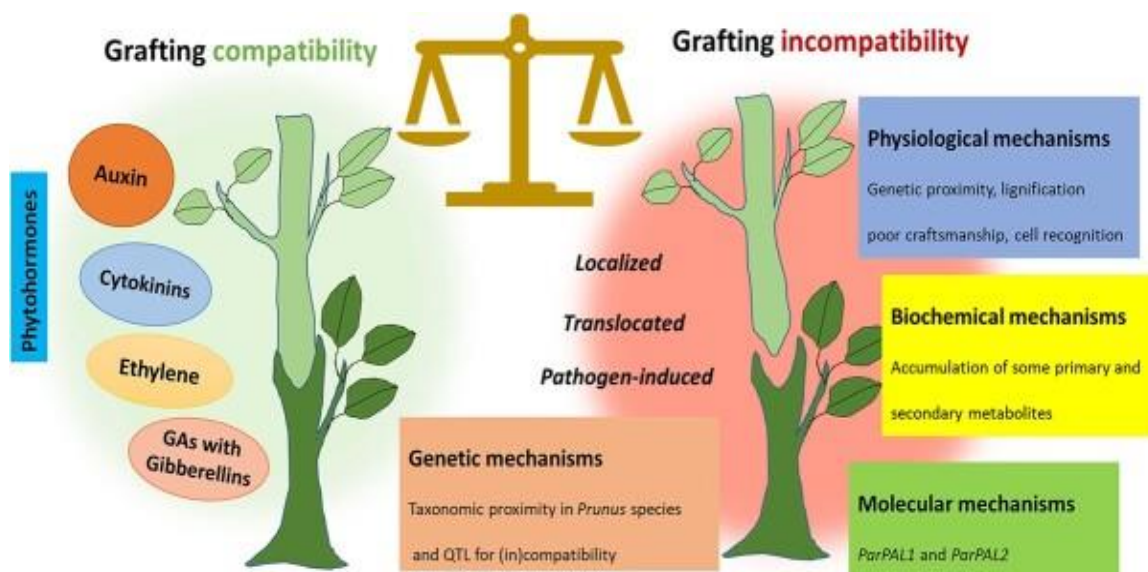 Grafting compatibility
Grafting incompatibility
Phytohormones
Auxin
Cytokinins
Ethylene
GAs with
Gibberellins
Localized
Translocated
Pathogen-induced
Physiological mechanisms
Genetic proximity, lignification
poor craftsmanship, cell recognition
Biochemical mechanisms
Accumulation of some primary and
secondary metabolites
Genetic mechanisms
Taxonomic proximity in Prunus species
and QTL for (in)compatibility
Molecular mechanisms
ParPAL1 and ParPAL2